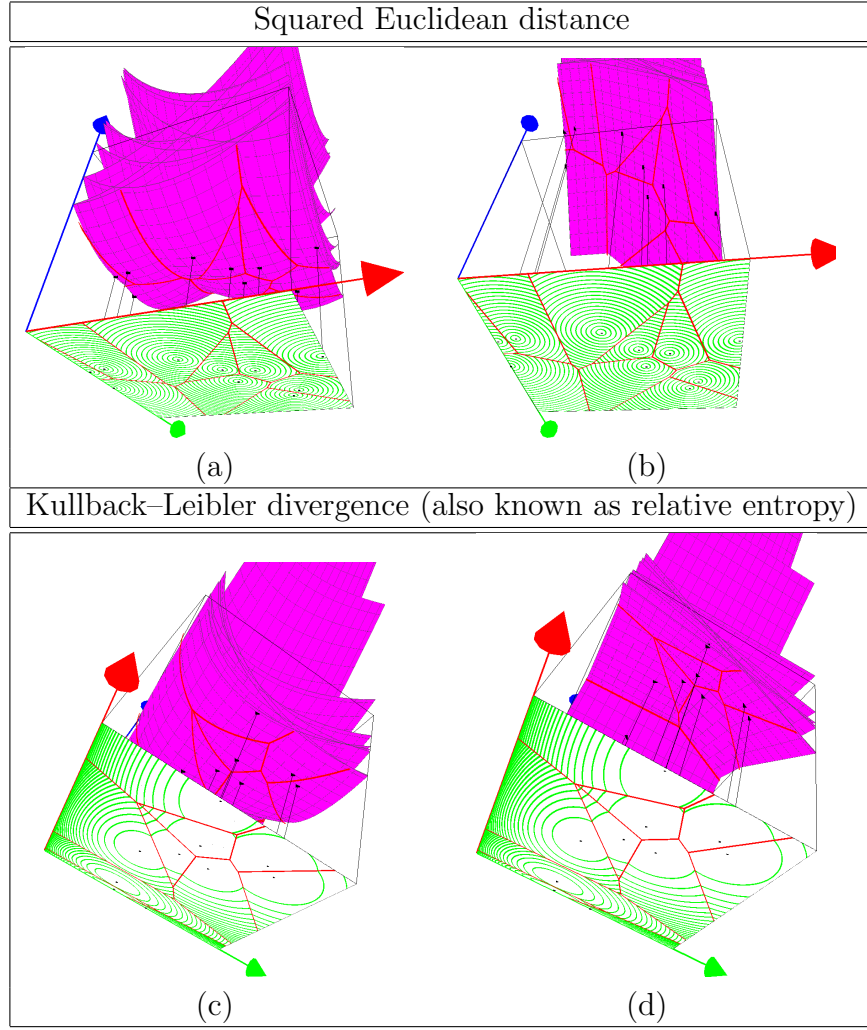 Squared Euclidean distance
(a) (b)
Kullback–Leibler divergence (also known as relative entropy)
(c) (d)